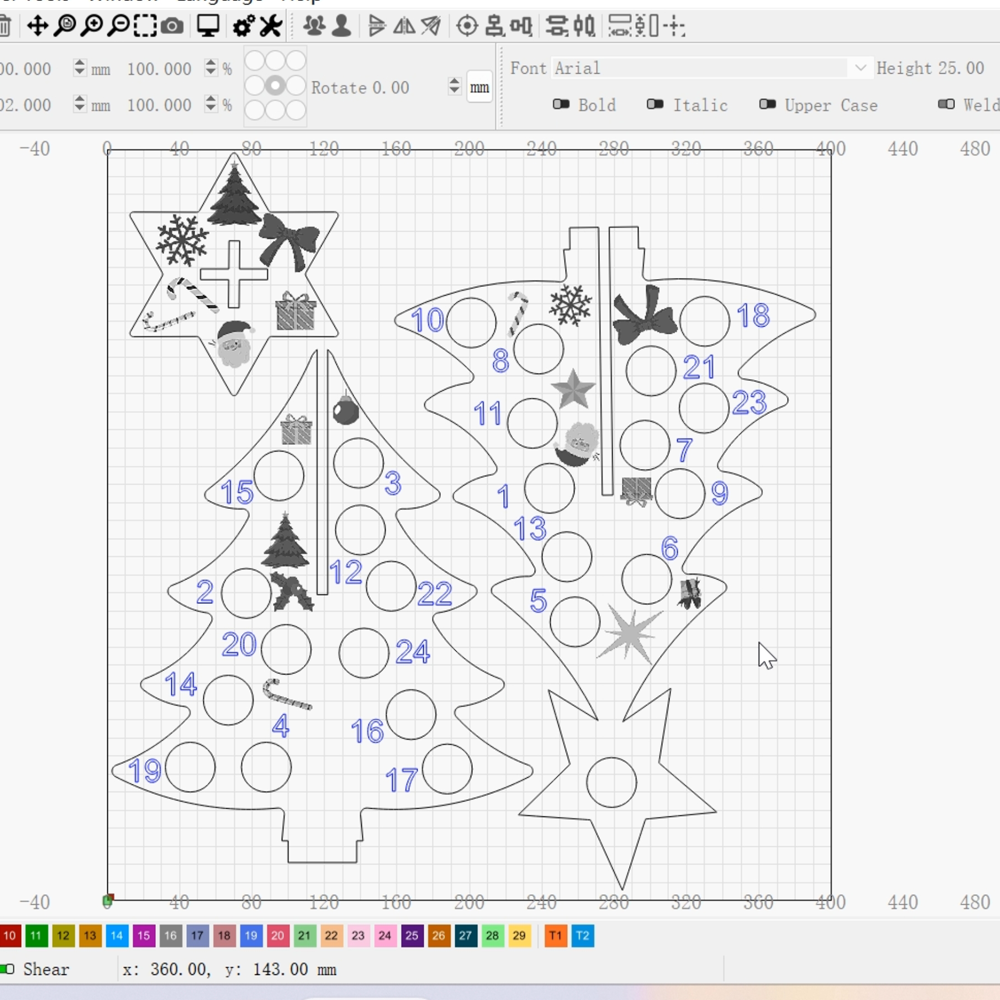 Tools Window Language Help
00.000 mm 100.000 % Font Arial Height 25.00
Rotate 0.00 mm
02.000 mm 100.000 % Bold Italic Upper Case Weld
-40 0 40 80 120 160 200 240 280 320 360 400 440 480
10 18
8 21
11 23
3 7
15 1 9
13
12 6
2 22 5
20 24
14
4 16
19 17
-40 0 40 80 120 160 200 240 280 320 360 400 440 480
10 11 12 13 14 15 16 17 18 19 20 21 22 23 24 25 26 27 28 29 T1 T2
Shear x: 360.00, y: 143.00 mm